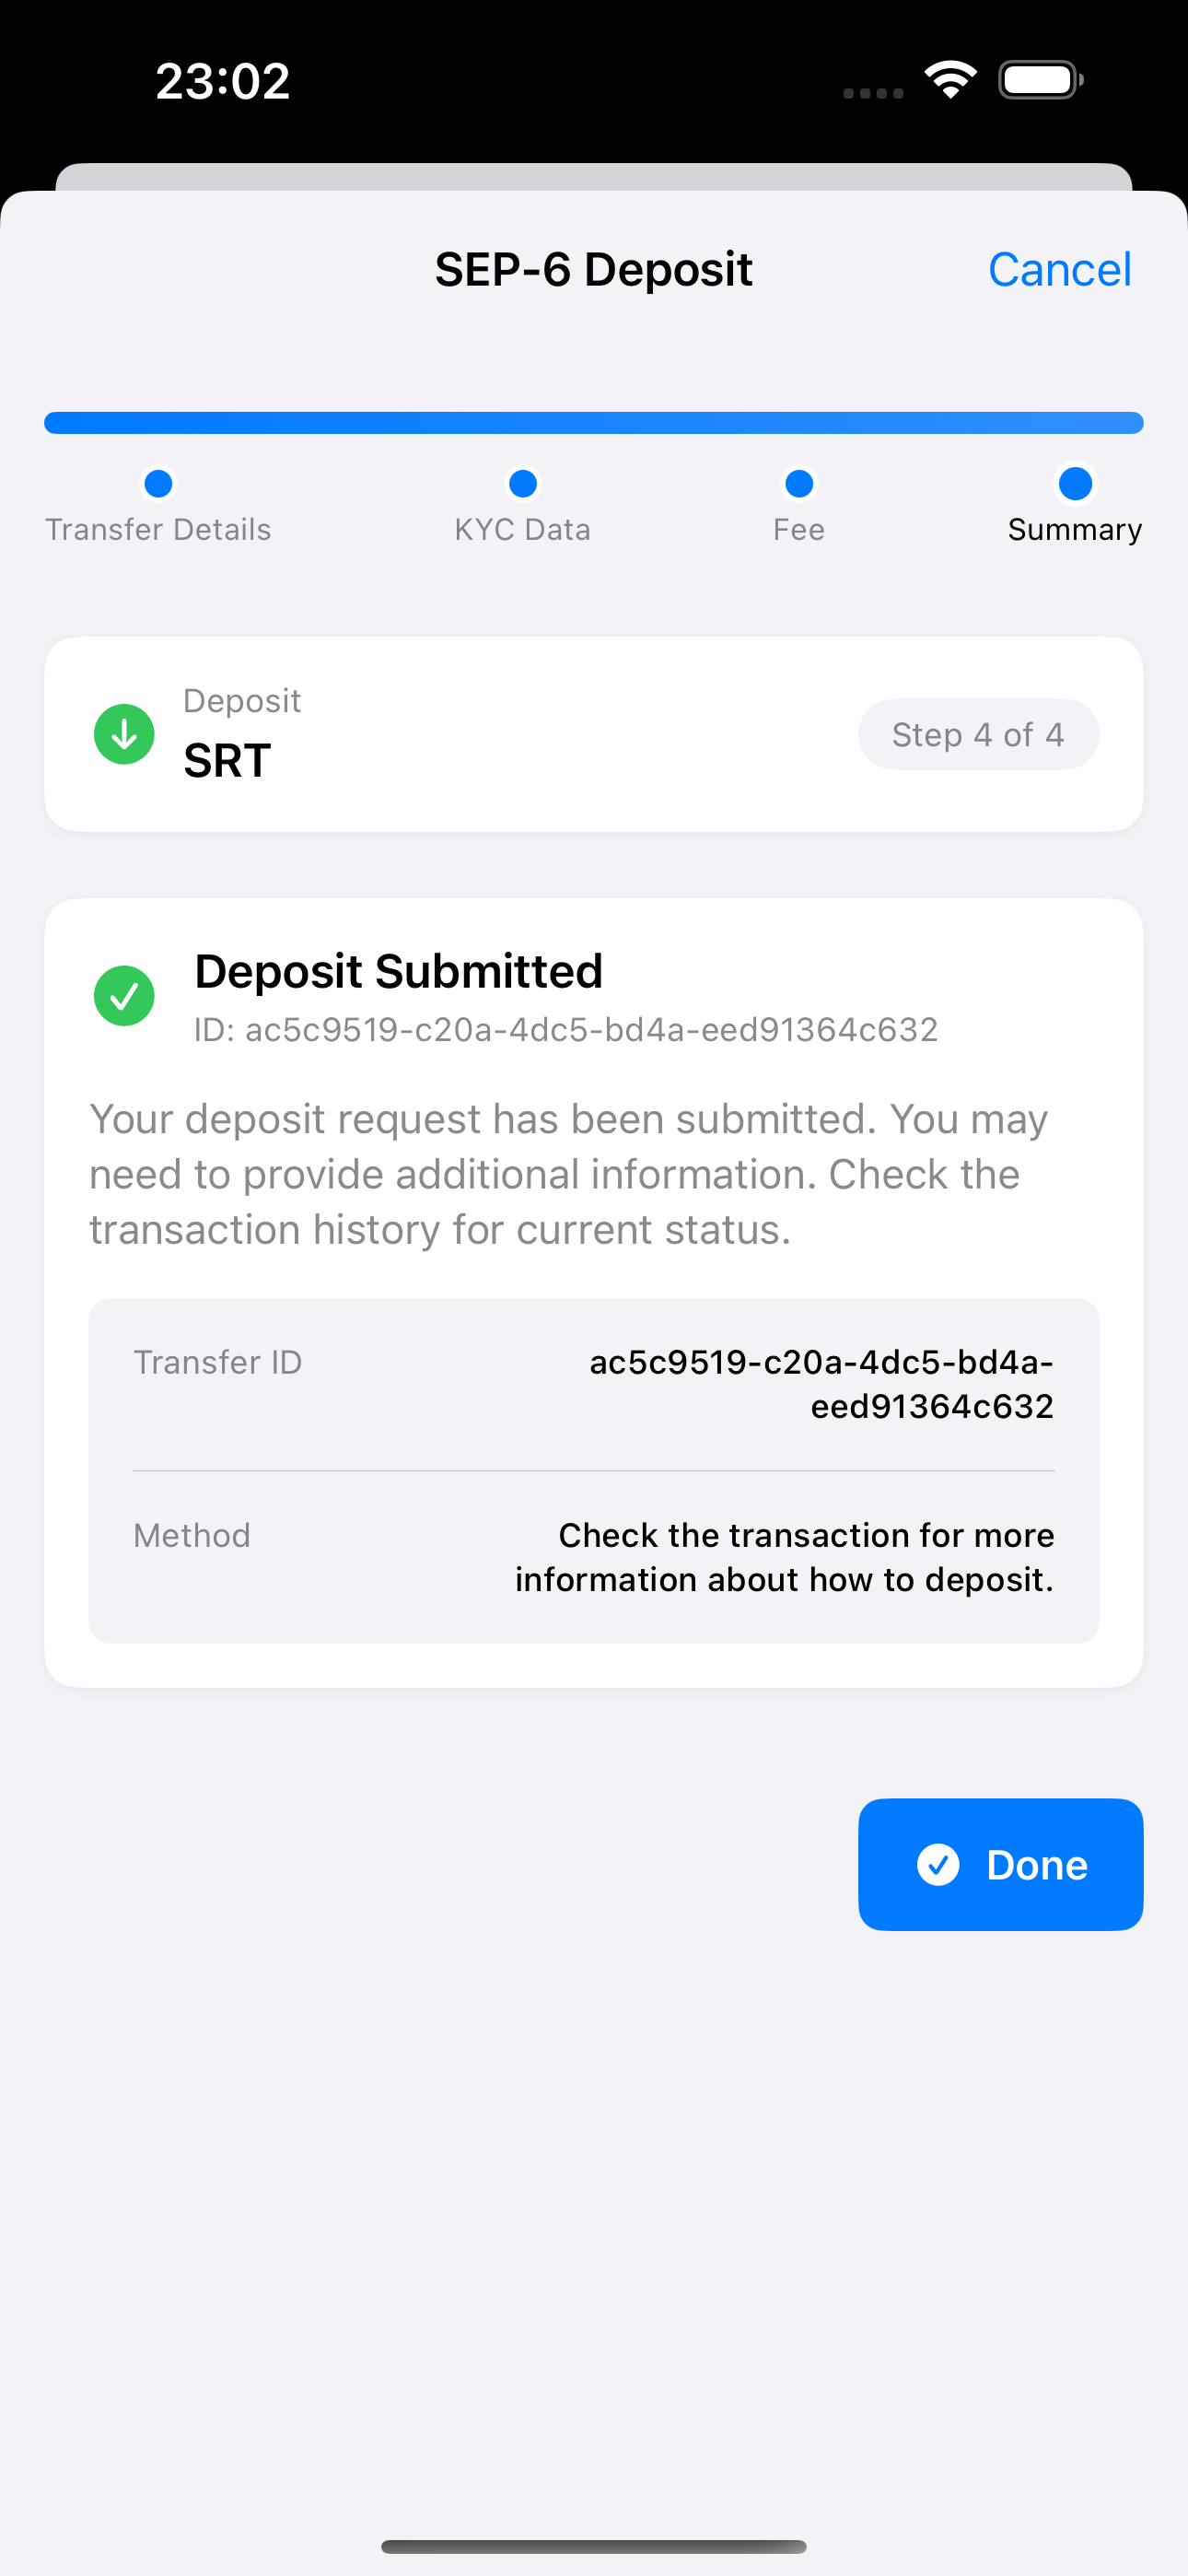 23:02
SEP-6 Deposit
Cancel
Transfer Details
KYC Data
Fee
Summary
Deposit
SRT
Step 4 of 4
Deposit Submitted
ID: ac5c9519-c20a-4dc5-bd4a-eed91364c632
Your deposit request has been submitted. You may
need to provide additional information. Check the
transaction history for current status.
Transfer ID
ac5c9519-c20a-4dc5-bd4a-
eed91364c632
Method
Check the transaction for more
information about how to deposit.
Done